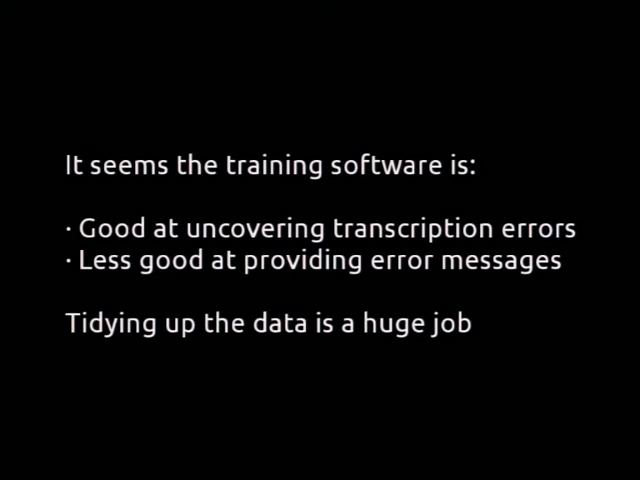 It seems the training software is:
· Good at uncovering transcription errors
· Less good at providing error messages
Tidying up the data is a huge job